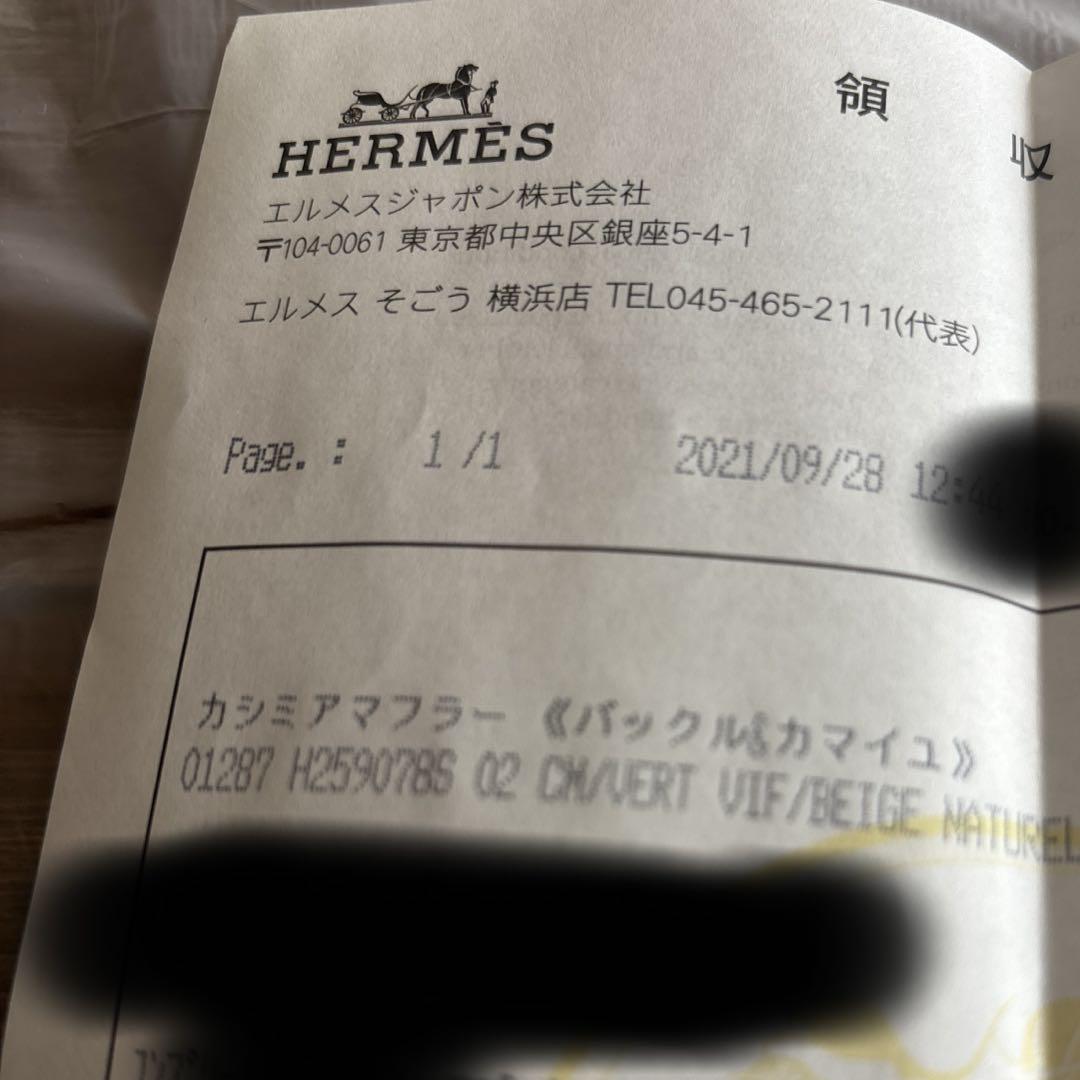 領
収
HERMÈS
エルメスジャポン株式会社
〒104-0061 東京都中央区銀座5-4-1
エルメス そごう 横浜店 TEL045-465-2111(代表)
Page. : 1 /1 2021/09/28 12:44
カシミアマフラー 《バックル&カマイユ》
01287 H259078S 02 CM/VERT VIF/BEIGE NATUREL